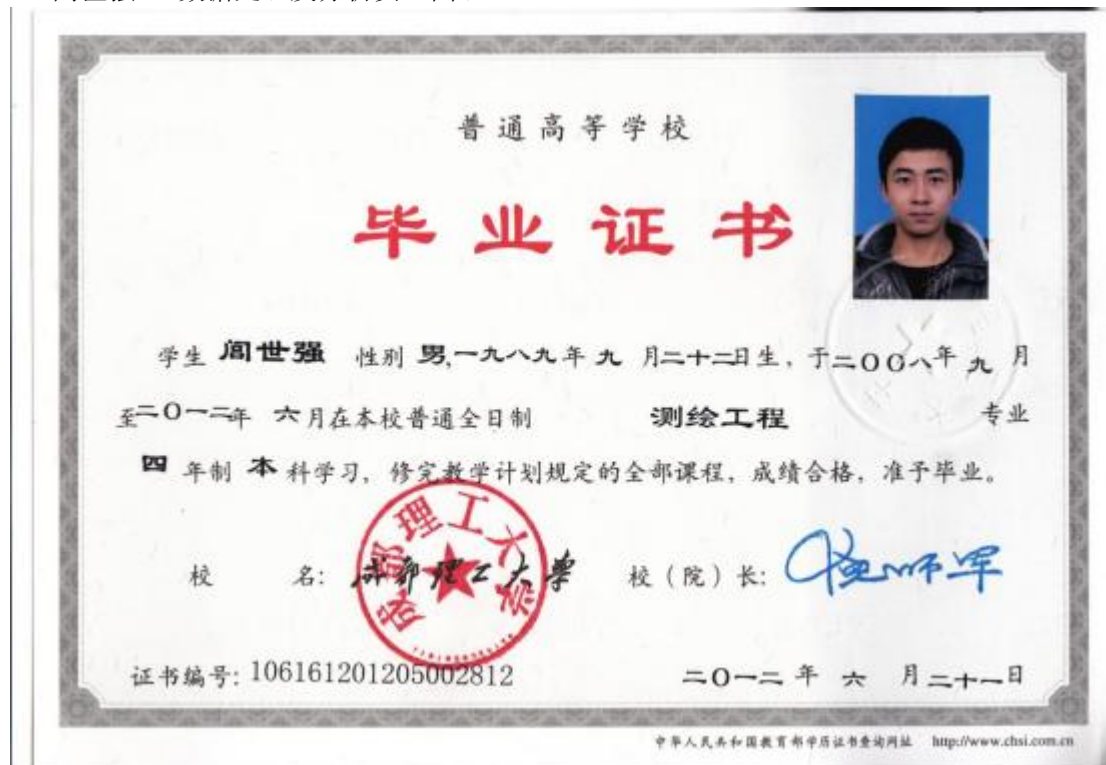 普通高等学校
毕业证书
学生 闾世强 性别 男,一九八九年 九 月二十二日生，于二〇〇八年 九 月
至二〇一二年 六月在本校普通全日制 测绘工程 专业
四 年制 本 科学习，修完教学计划规定的全部课程，成绩合格，准予毕业。
校 名: 成都理工大学 校（院）长:
成都理工大学
证书编号: 106161201205002812 二〇一二 年 六 月二十一日
中华人民共和国教育部学历证书查询网址 http://www.chsi.com.cn